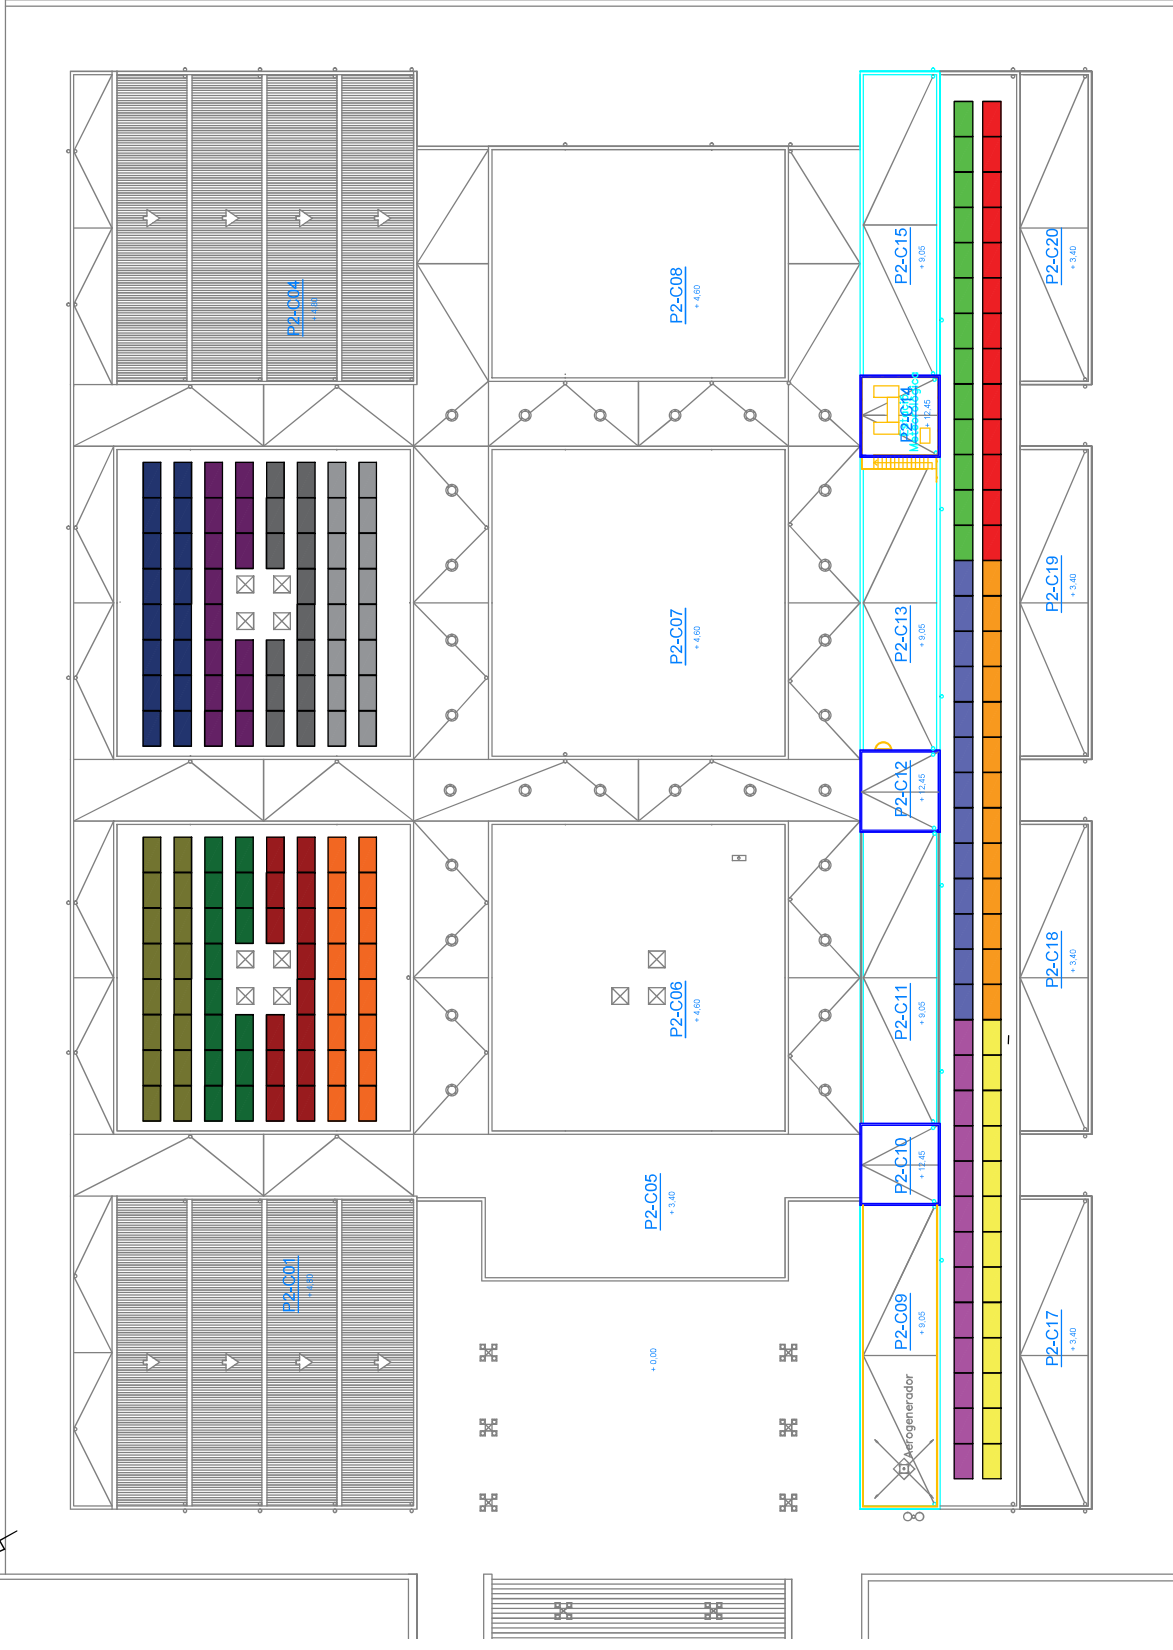 P2-C04
+ 4,80
P2-C08
+ 4,60
P2-C15
+ 9,05
P2-C20
+ 3,40
P2-C14
+ 12,45
P2-C07
+ 4,60
P2-C13
+ 9,05
P2-C19
+ 3,40
P2-C12
+ 12,45
P2-C06
+ 4,60
P2-C11
+ 9,05
P2-C18
+ 3,40
P2-C10
+ 12,45
P2-C05
+ 3,40
P2-C01
+ 4,80
P2-C09
+ 9,05
P2-C17
+ 3,40
+ 0,00
Aerogenerador